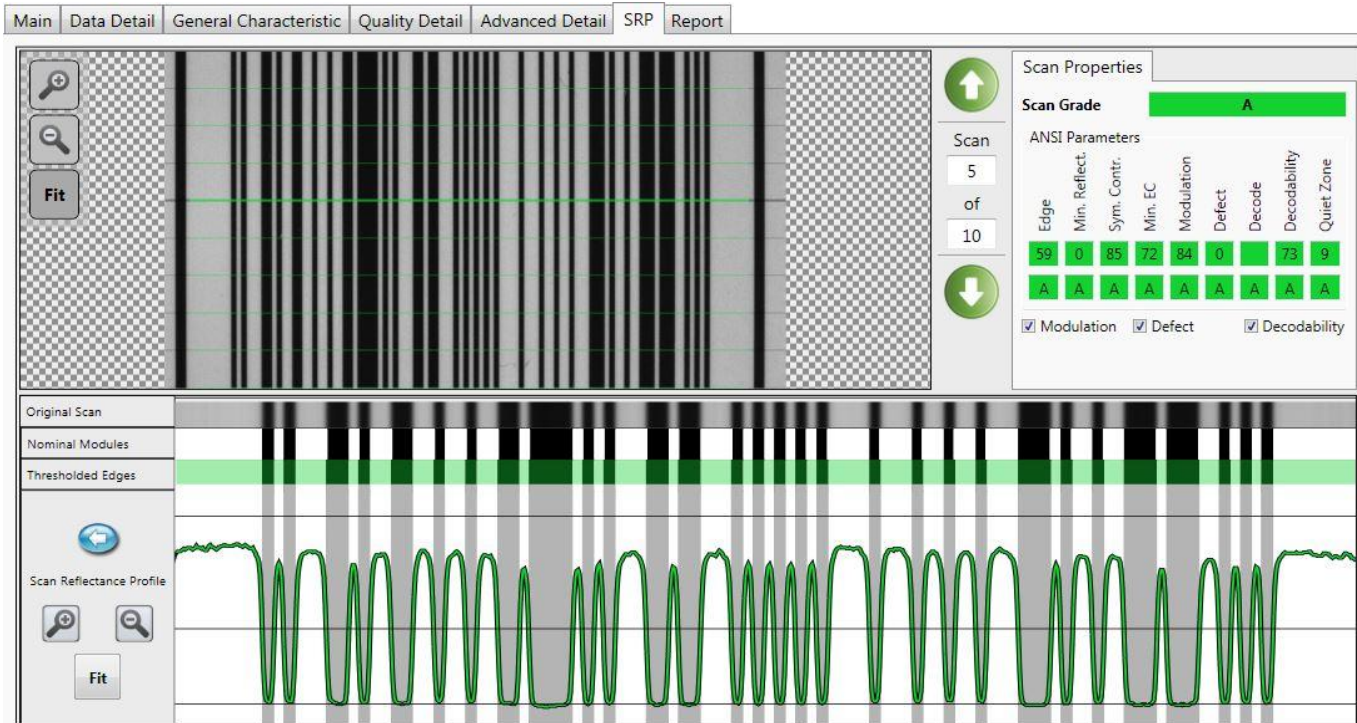 Main Data Detail General Characteristic Quality Detail Advanced Detail SRP Report
Fit
Scan
5
of
10
Scan Properties
Scan Grade A
ANSI Parameters
Edge Min. Reflect. Sym. Contr. Min. EC Modulation Defect Decode Decodability Quiet Zone
59 0 85 72 84 0 73 9
A A A A A A A A A
Modulation Defect Decodability
Original Scan
Nominal Modules
Thresholded Edges
Scan Reflectance Profile
Fit